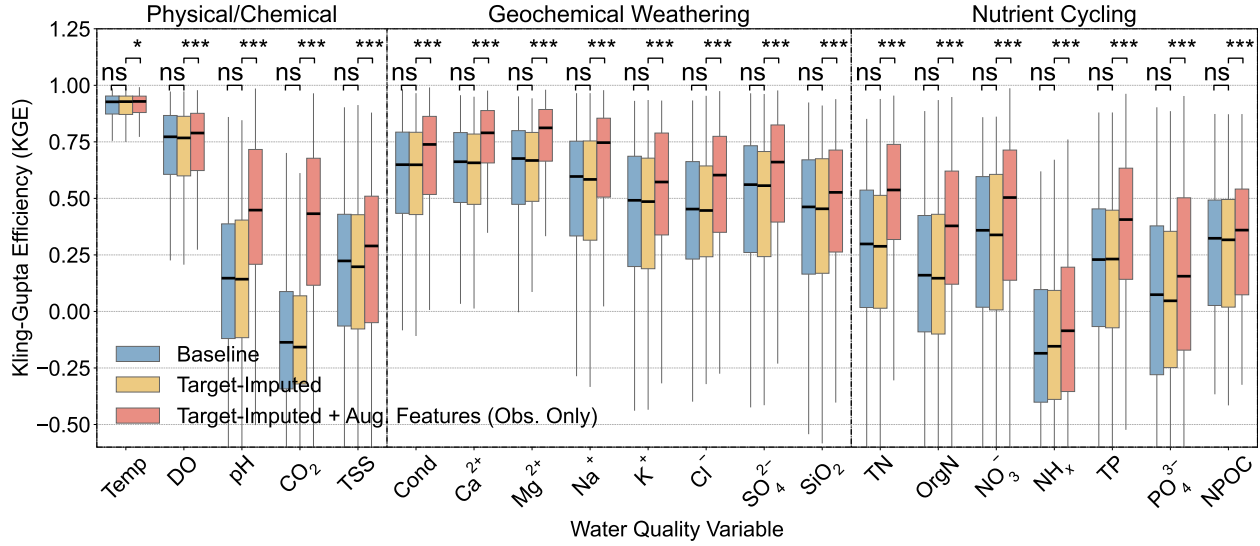 Physical/Chemical
Geochemical Weathering
Nutrient Cycling
Kling-Gupta Efficiency (KGE)
1.25
1.00
0.75
0.50
0.25
0.00
−0.25
−0.50
* *** *** *** *** *** *** *** *** *** *** *** *** *** *** *** *** *** *** ***
ns ns ns ns ns ns ns ns ns ns ns ns ns ns ns ns ns ns ns ns
Baseline
Target-Imputed
Target-Imputed + Aug. Features (Obs. Only)
Temp
DO
pH
CO₂
TSS
Cond
Ca²⁺
Mg²⁺
Na⁺
K⁺
Cl⁻
SO₄²⁻
SiO₂
TN
OrgN
NO₃⁻
NHₓ
TP
PO₄³⁻
NPOC
Water Quality Variable